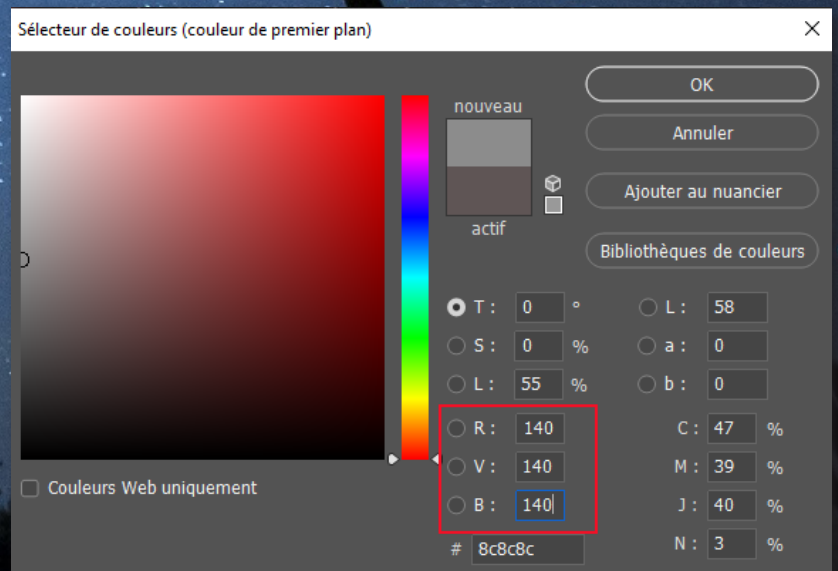 Sélecteur de couleurs (couleur de premier plan)
nouveau
actif
OK
Annuler
Ajouter au nuancier
Bibliothèques de couleurs
T : 0 °
S : 0 %
L : 55 %
R : 140
V : 140
B : 140
# 8c8c8c
L : 58
a : 0
b : 0
C : 47 %
M : 39 %
J : 40 %
N : 3 %
Couleurs Web uniquement